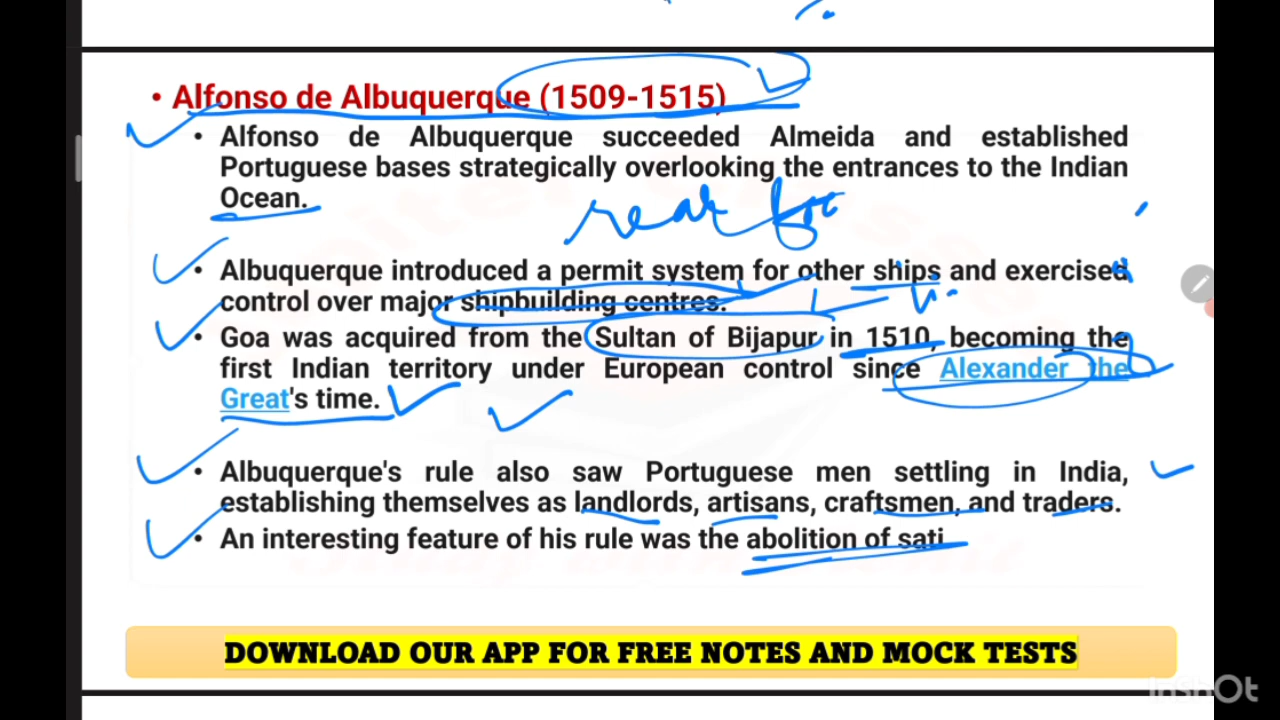 • Alfonso de Albuquerque (1509-1515)
• Alfonso de Albuquerque succeeded Almeida and established
Portuguese bases strategically overlooking the entrances to the Indian
Ocean.
• Albuquerque introduced a permit system for other ships and exercised
control over major shipbuilding centres.
• Goa was acquired from the Sultan of Bijapur in 1510, becoming the
first Indian territory under European control since Alexander the
Great's time.
• Albuquerque's rule also saw Portuguese men settling in India,
establishing themselves as landlords, artisans, craftsmen, and traders.
• An interesting feature of his rule was the abolition of sati
DOWNLOAD OUR APP FOR FREE NOTES AND MOCK TESTS
InShOt